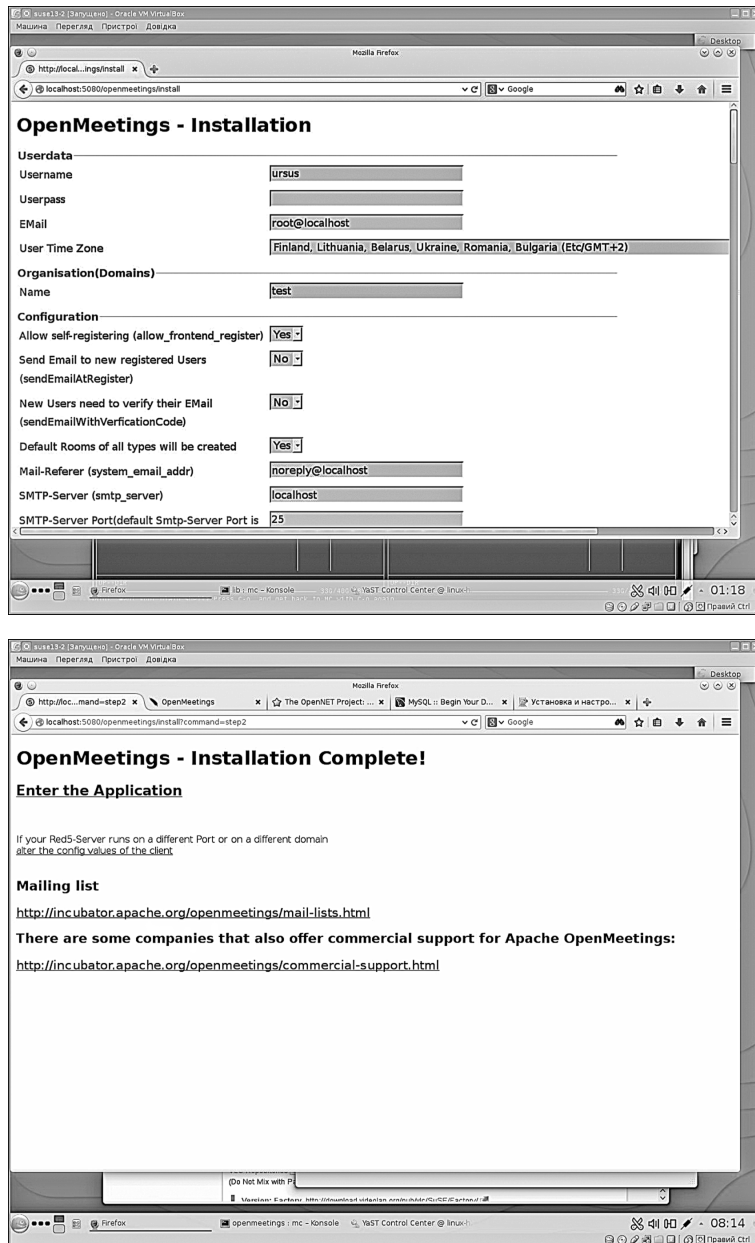 suse13-2 [Запущено] - Oracle VM VirtualBox
Машина Перегляд Пристрої Довідка
Desktop
Mozilla Firefox
http://local...ings/install
localhost:5080/openmeetings/install
Google
OpenMeetings - Installation
Userdata
Username ursus
Userpass
EMail root@localhost
User Time Zone Finland, Lithuania, Belarus, Ukraine, Romania, Bulgaria (Etc/GMT+2)
Organisation(Domains)
Name test
Configuration
Allow self-registering (allow_frontend_register) Yes
Send Email to new registered Users No
(sendEmailAtRegister)
New Users need to verify their EMail No
(sendEmailWithVerficationCode)
Default Rooms of all types will be created Yes
Mail-Referer (system_email_addr) noreply@localhost
SMTP-Server (smtp_server) localhost
SMTP-Server Port(default Smtp-Server Port is 25
Firefox lib : mc - Konsole YaST Control Center @ linux-h 01:18
Правий Ctrl
suse13-2 [Запущено] - Oracle VM VirtualBox
Машина Перегляд Пристрої Довідка
Desktop
Mozilla Firefox
http://loc...mand=step2 OpenMeetings The OpenNET Project: ... MySQL :: Begin Your D... Установка и настро...
localhost:5080/openmeetings/install?command=step2
Google
OpenMeetings - Installation Complete!
Enter the Application
If your Red5-Server runs on a different Port or on a different domain
alter the config values of the client
Mailing list
http://incubator.apache.org/openmeetings/mail-lists.html
There are some companies that also offer commercial support for Apache OpenMeetings:
http://incubator.apache.org/openmeetings/commercial-support.html
(Do Not Mix with P
Version: Factory
Firefox openmeetings : mc - Konsole YaST Control Center @ linux-h 08:14
Правий Ctrl